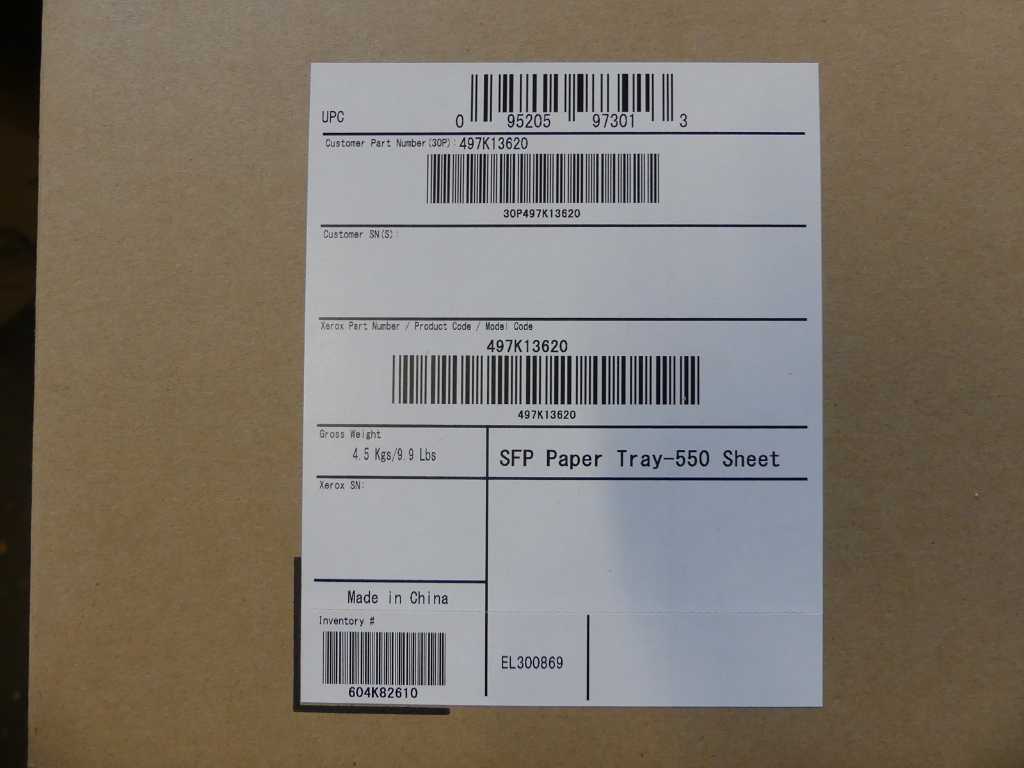 UPC
0 95205 97301 3
Customer Part Number(30P): 497K13620
30P497K13620
Customer SN(S):
Xerox Part Number / Product Code / Model Code
497K13620
497K13620
Gross Weight
4.5 Kgs/9.9 Lbs
SFP Paper Tray-550 Sheet
Xerox SN:
Made in China
Inventory #
604K82610
EL300869